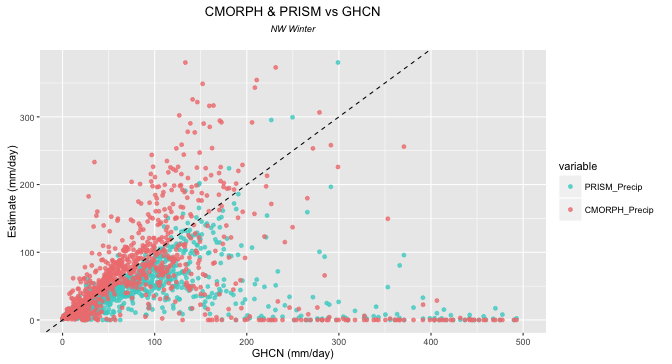 CMORPH & PRISM vs GHCN
NW Winter
Estimate (mm/day)
300
200
100
0
0
100
200
300
400
500
GHCN (mm/day)
variable
PRISM_Precip
CMORPH_Precip